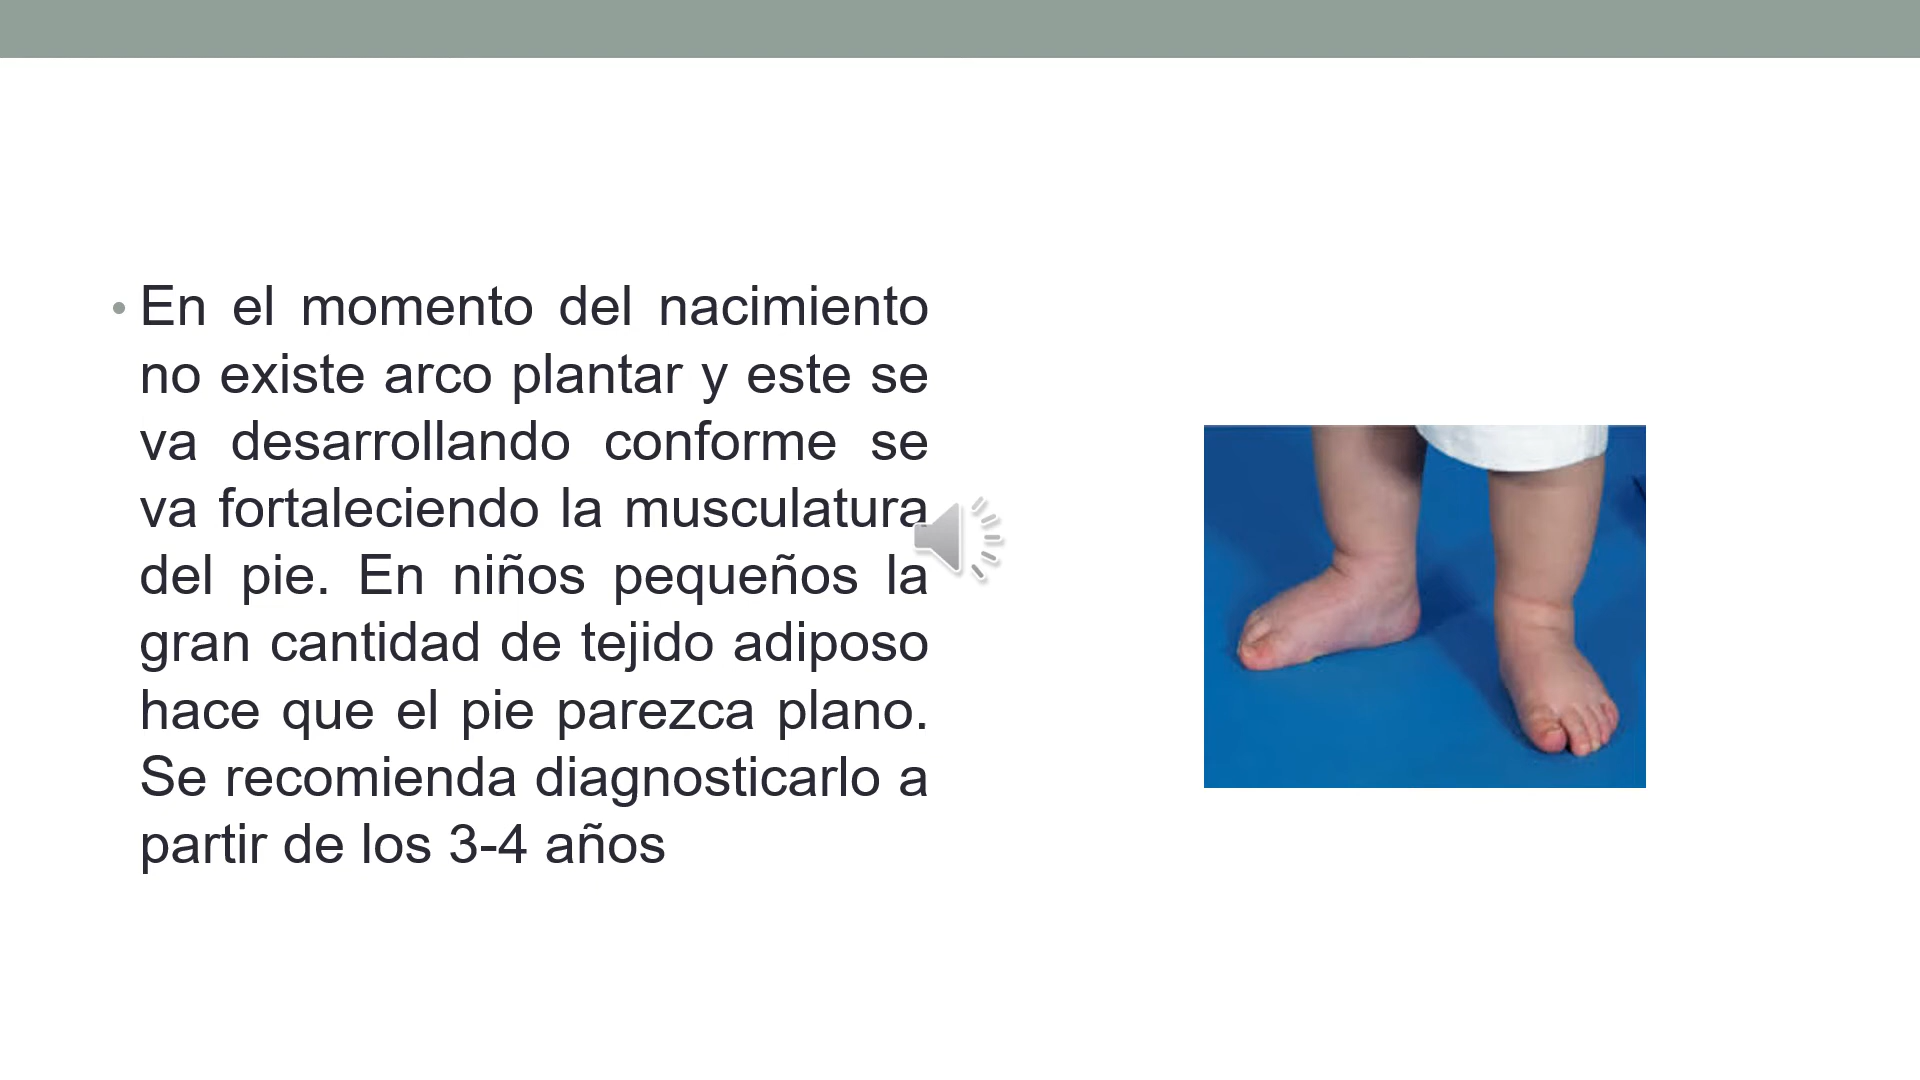 • En el momento del nacimiento
no existe arco plantar y este se
va desarrollando conforme se
va fortaleciendo la musculatura
del pie. En niños pequeños la
gran cantidad de tejido adiposo
hace que el pie parezca plano.
Se recomienda diagnosticarlo a
partir de los 3-4 años